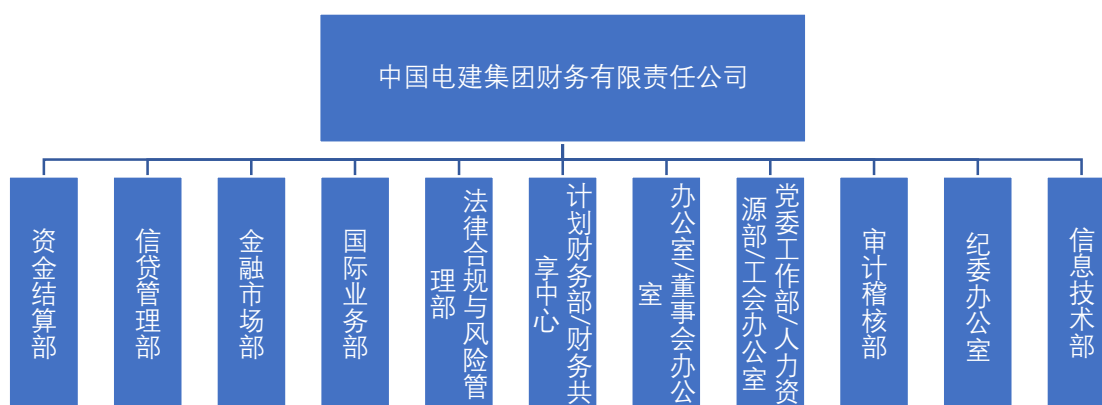 中国电建集团财务有限责任公司
资金结算部
信贷管理部
金融市场部
国际业务部
法律合规与风险管
理部
计划财务部/财务共
享中心
办公室/董事会办公
室
党委工作部/人力资
源部/工会办公室
审计稽核部
纪委办公室
信息技术部